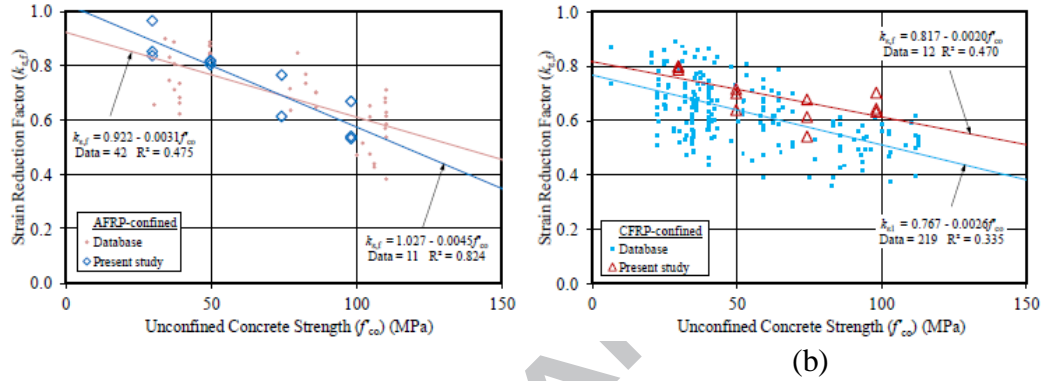 1.0
0.8
0.6
0.4
0.2
0.0
Strain Reduction Factor (kε,f)
kε,f = 0.922 - 0.0031f'co
Data = 42 R² = 0.475
kε,f = 1.027 - 0.0045f'co
Data = 11 R² = 0.824
AFRP-confined
Database
Present study
0 50 100 150
Unconfined Concrete Strength (f'co) (MPa)
1.0
0.8
0.6
0.4
0.2
0.0
Strain Reduction Factor (kε,f)
kε,f = 0.817 - 0.0020f'co
Data = 12 R² = 0.470
kε1 = 0.767 - 0.0026f'co
Data = 219 R² = 0.335
CFRP-confined
Database
Present study
0 50 100 150
Unconfined Concrete Strength (f'co) (MPa)
(b)